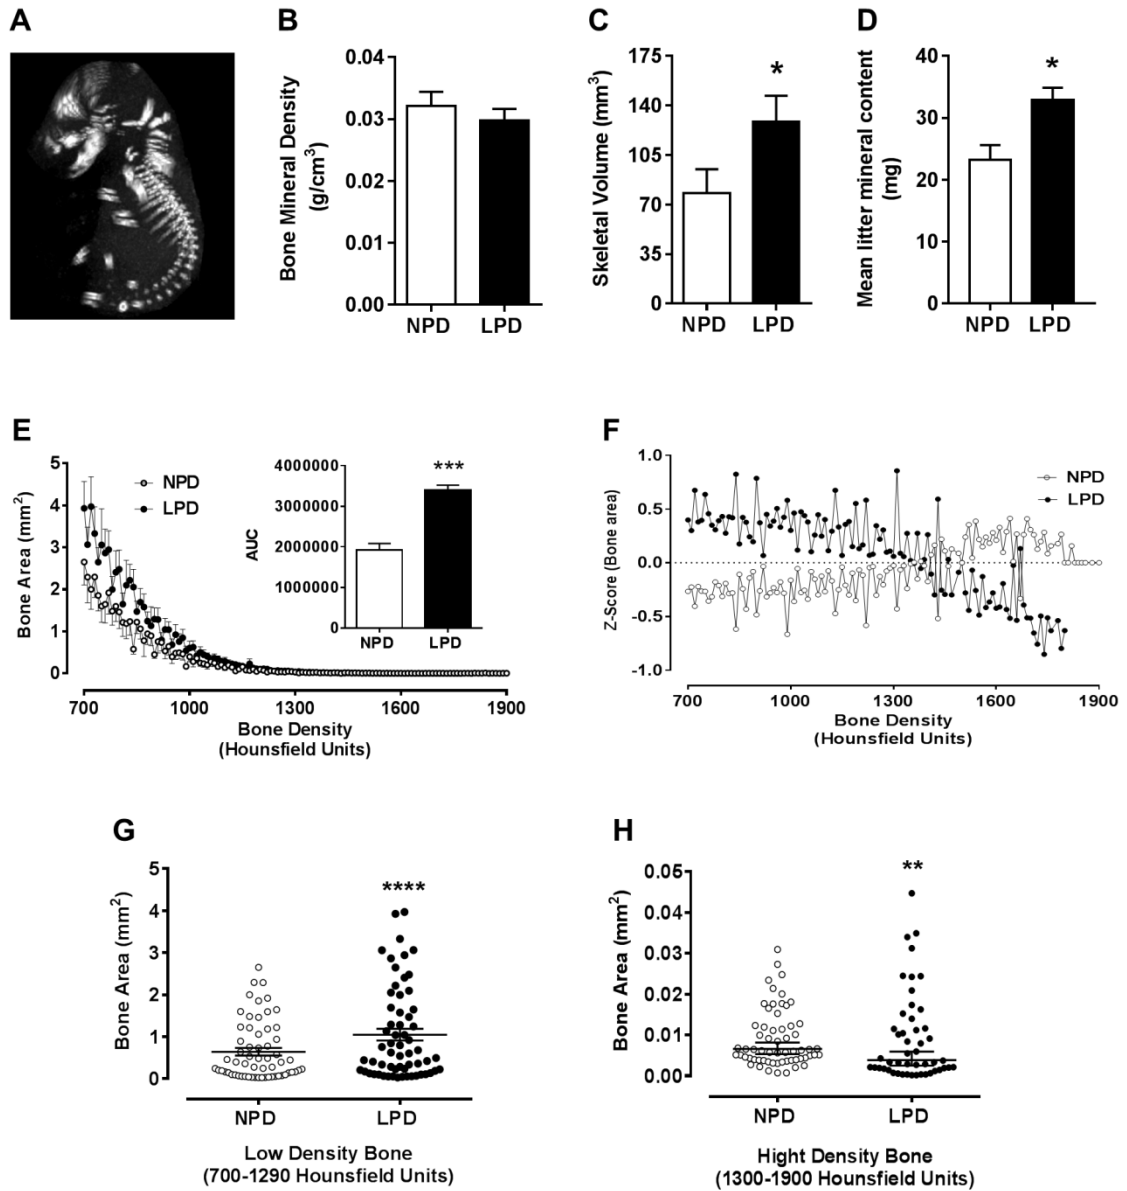 A
B
C
D
Bone Mineral Density
(g/cm³)
0.04
0.03
0.02
0.01
0.00
NPD
LPD
Skeletal Volume (mm³)
175
140
105
70
35
0
*
NPD
LPD
Mean litter mineral content
(mg)
40
30
20
10
0
*
NPD
LPD
E
Bone Area (mm²)
5
4
3
2
1
0
NPD
LPD
AUC
4000000
3000000
2000000
1000000
0
***
NPD
LPD
700
1000
1300
1600
1900
Bone Density
(Hounsfield Units)
F
Z-Score (Bone area)
1.0
0.5
0.0
-0.5
-1.0
NPD
LPD
700
1000
1300
1600
1900
Bone Density
(Hounsfield Units)
G
Bone Area (mm²)
5
4
3
2
1
0
****
NPD
LPD
Low Density Bone
(700-1290 Hounsfield Units)
H
Bone Area (mm²)
0.05
0.04
0.03
0.02
0.01
0.00
**
NPD
LPD
Hight Density Bone
(1300-1900 Hounsfield Units)